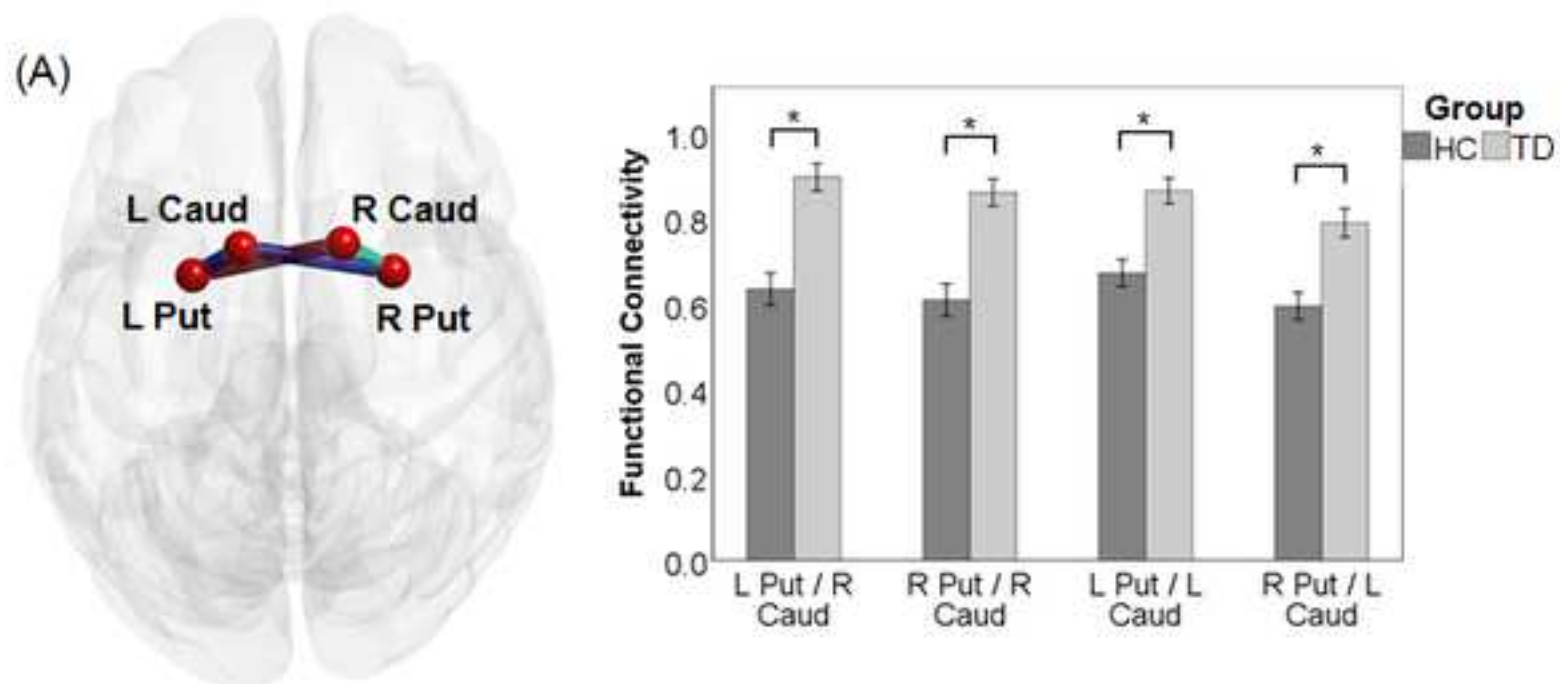 (A)
L Caud
R Caud
L Put
R Put
Functional Connectivity
1.0
0.8
0.6
0.4
0.2
0.0
*
*
*
*
L Put / R
Caud
R Put / R
Caud
L Put / L
Caud
R Put / L
Caud
Group
HC TD